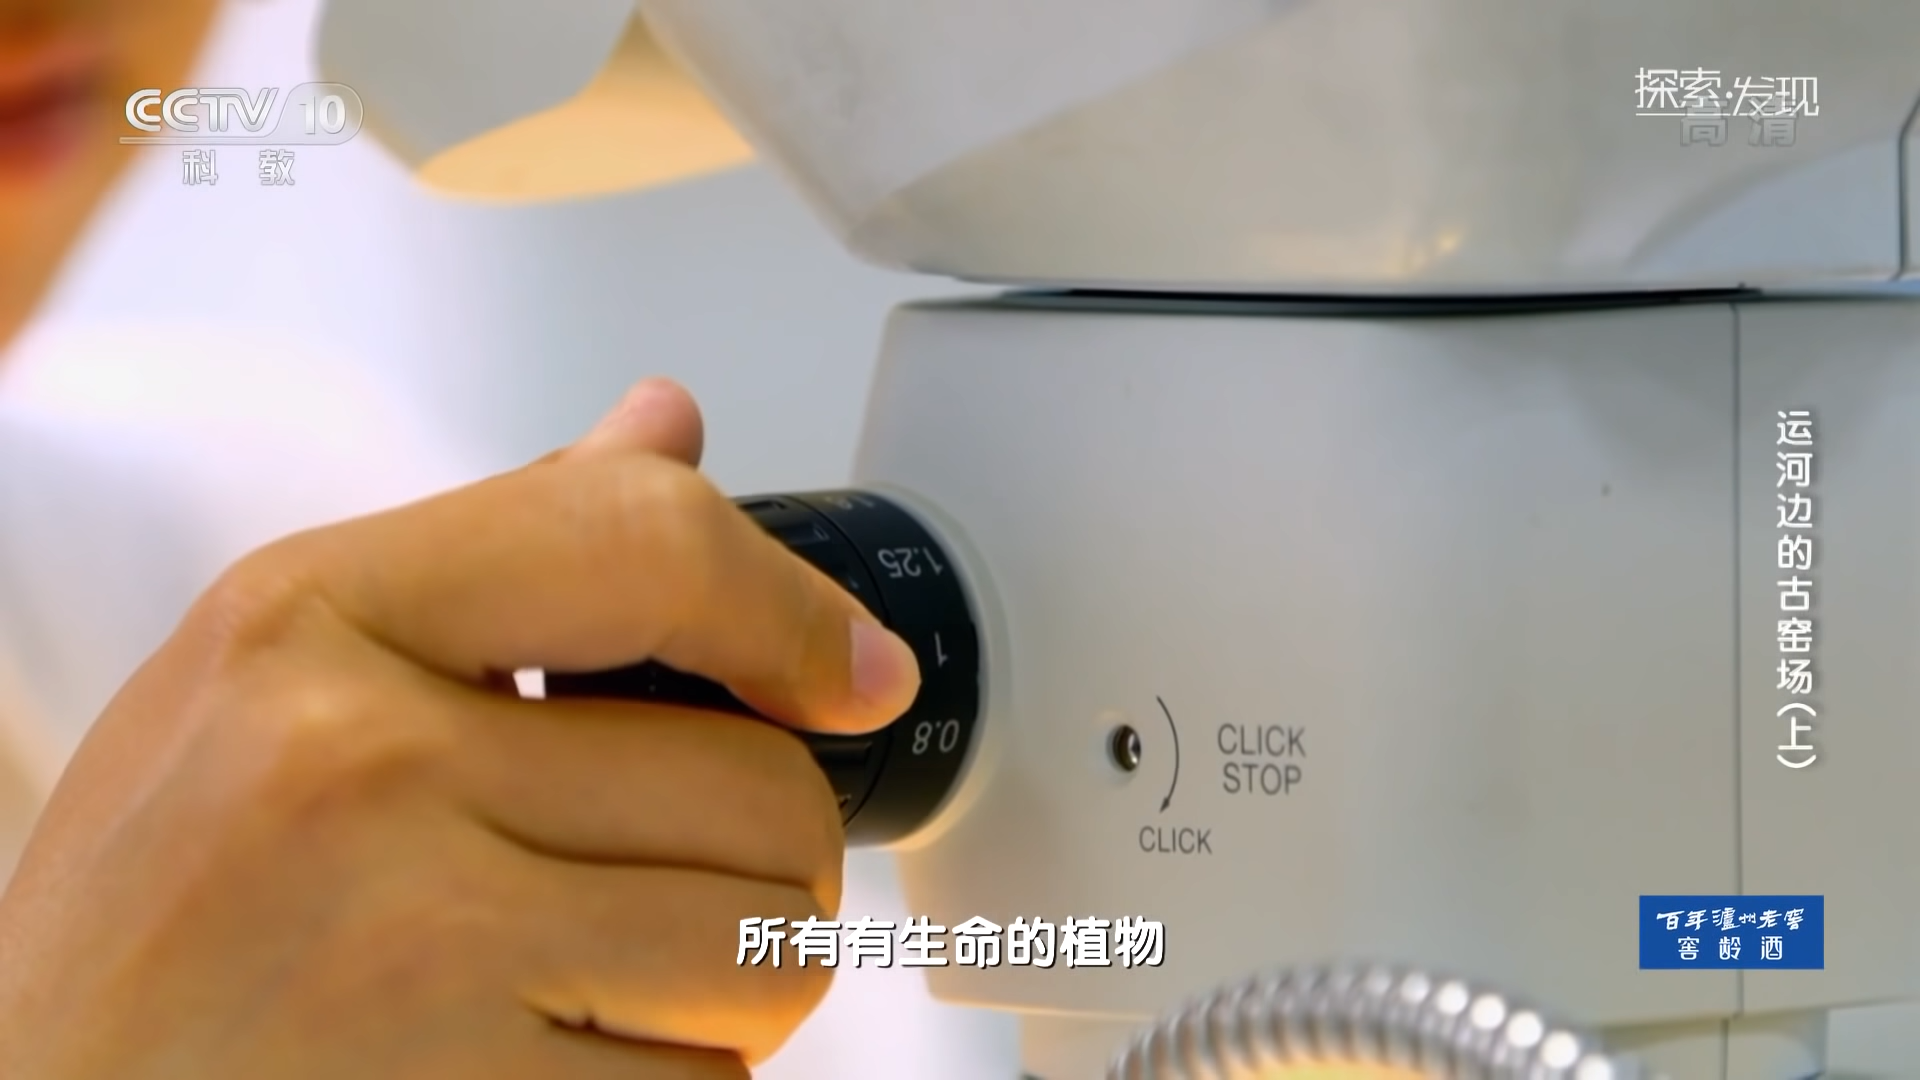 CCTV 10
科 教
探索·发现
高清
1.25
1
0.8
CLICK
STOP
CLICK
运河边的古窑场(上)
百年泸州老窖
窖龄酒
所有有生命的植物